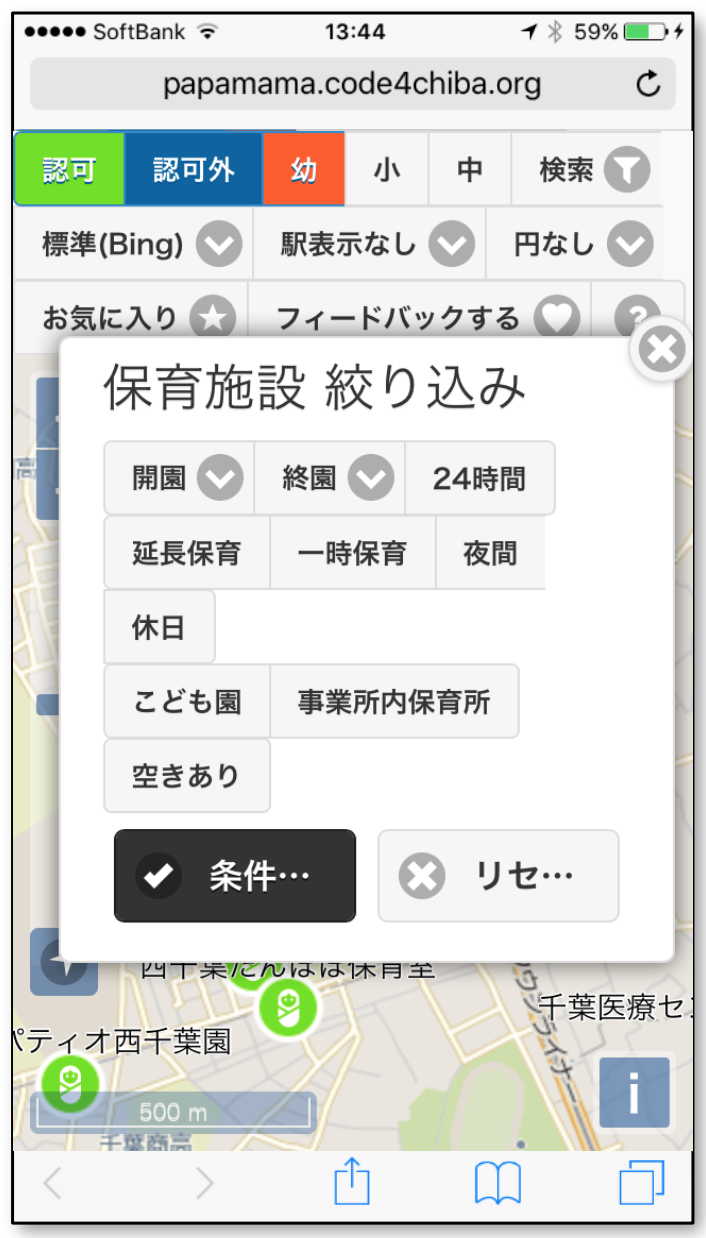 SoftBank 13:44 59%
papamama.code4chiba.org
認可 認可外 幼 小 中 検索
標準(Bing) 駅表示なし 円なし
お気に入り フィードバックする ?
保育施設 絞り込み
開園 終園 24時間
延長保育 一時保育 夜間
休日
こども園 事業所内保育所
空きあり
条件… リセ…
西千葉たんぽぽ保育室
千葉医療セ
パティオ西千葉園
i
500 m
千葉商高